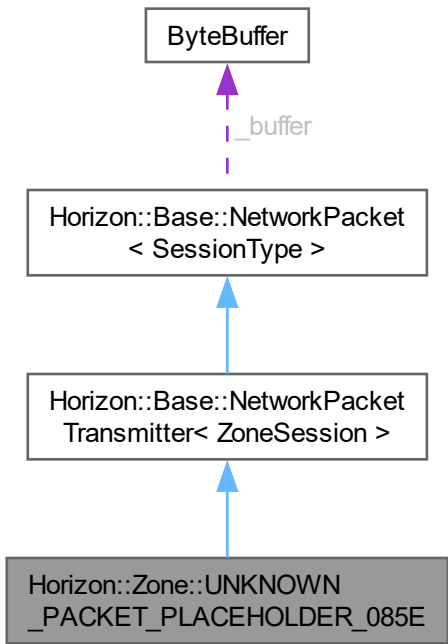 ByteBuffer
_buffer
Horizon::Base::NetworkPacket
< SessionType >
Horizon::Base::NetworkPacket
Transmitter< ZoneSession >
Horizon::Zone::UNKNOWN
_PACKET_PLACEHOLDER_085E